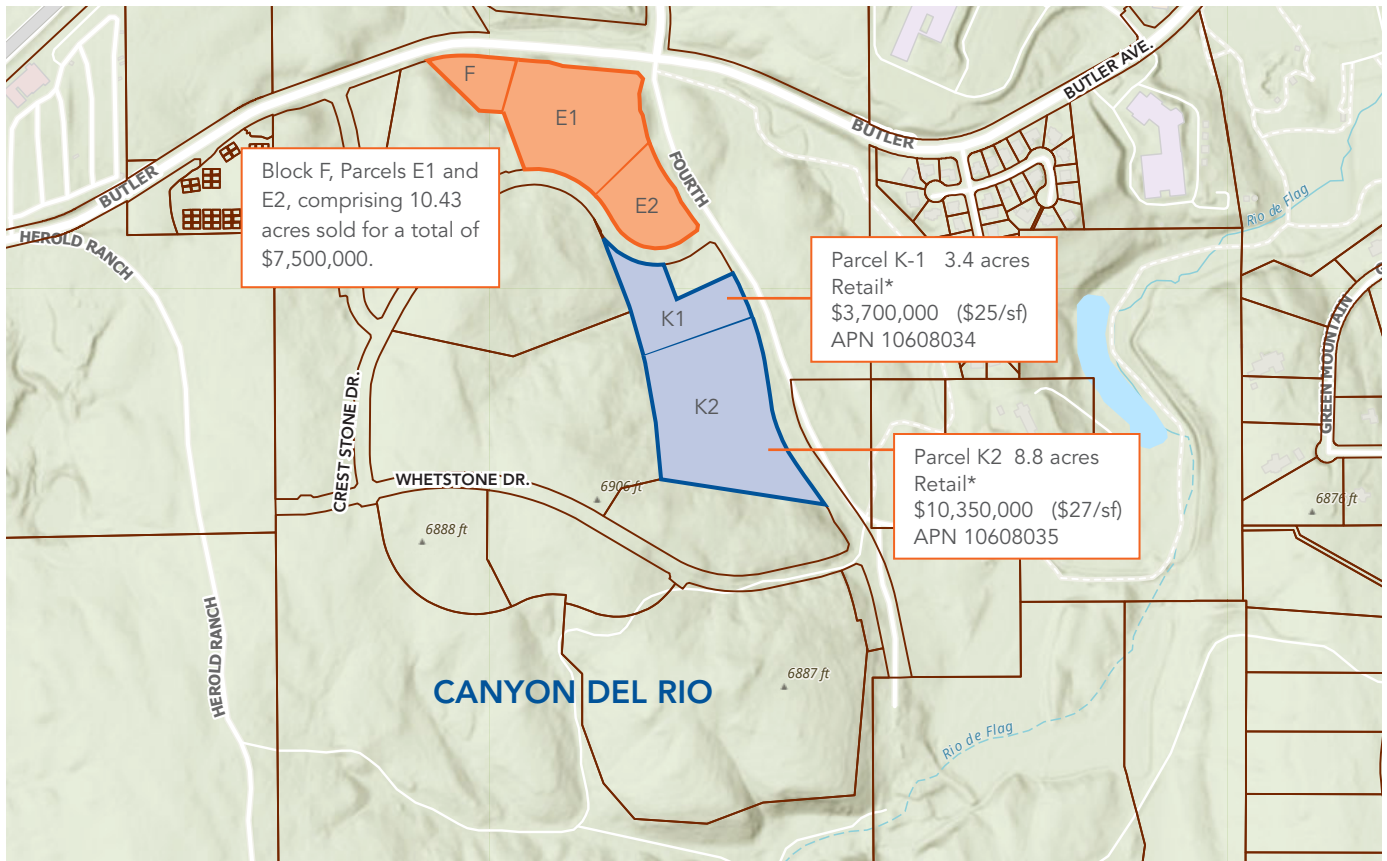 F
E1
BUTLER AVE.
BUTLER
Block F, Parcels E1 and
E2, comprising 10.43
acres sold for a total of
$7,500,000.
FOURTH
BUTLER
E2
Rio de Flag
HEROLD RANCH
Parcel K-1 3.4 acres
Retail*
$3,700,000 ($25/sf)
APN 10608034
K1
GREEN MOUNTAIN
G
K2
CREST STONE DR.
Parcel K2 8.8 acres
Retail*
$10,350,000 ($27/sf)
APN 10608035
WHETSTONE DR.
6906 ft
6876 ft
6888 ft
HEROLD RANCH
6887 ft
CANYON DEL RIO
Rio de Flag